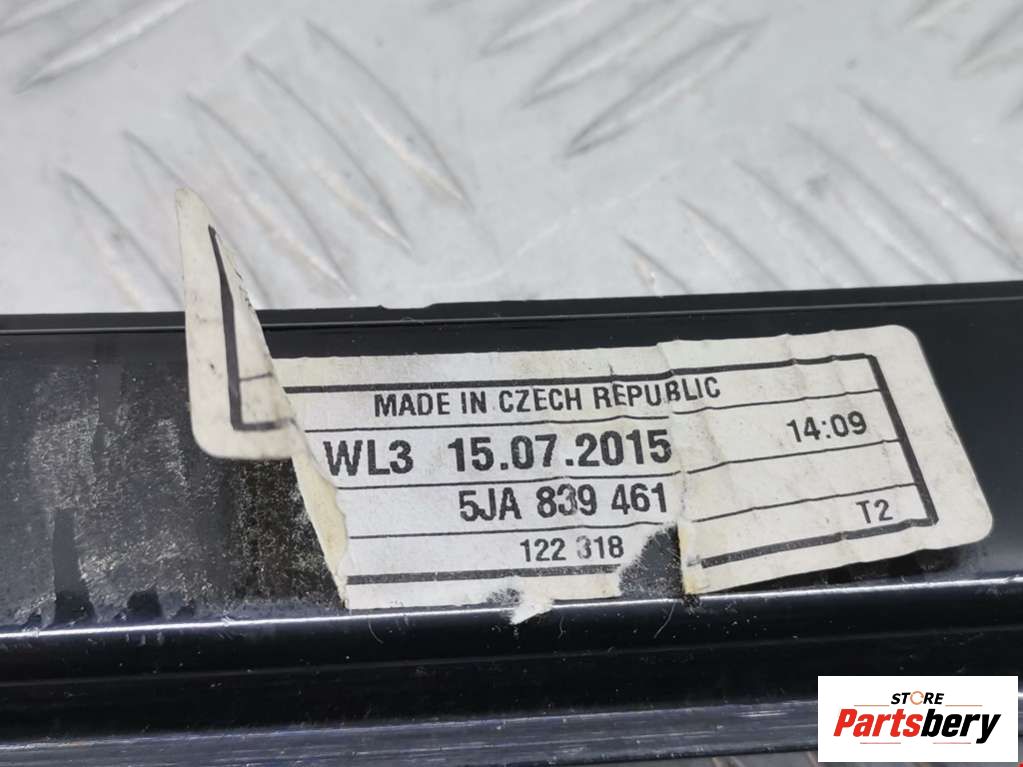 MADE IN CZECH REPUBLIC
WL3 15.07.2015 14:09
5JA 839 461
122 318 T2
STORE
Partsbery